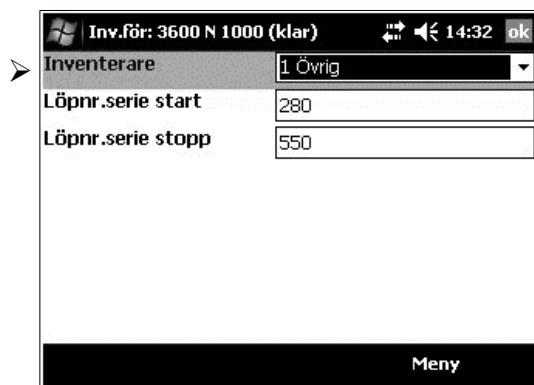 Inv.för: 3600 N 1000 (klar) 14:32 ok
Inventerare 1 Övrig
Löpnr.serie start 280
Löpnr.serie stopp 550
Meny